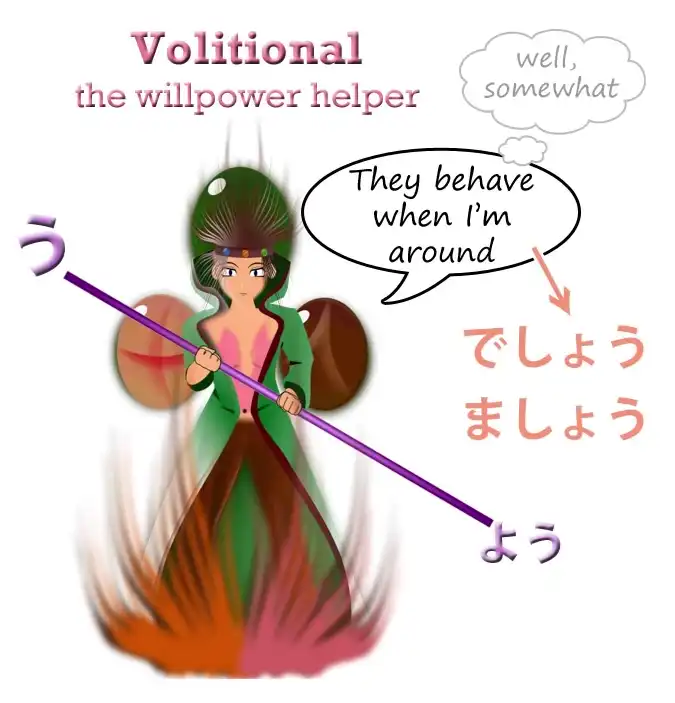 Volitional
the willpower helper
well,
somewhat
They behave
when I'm
around
う
でしょう
ましょう
よう